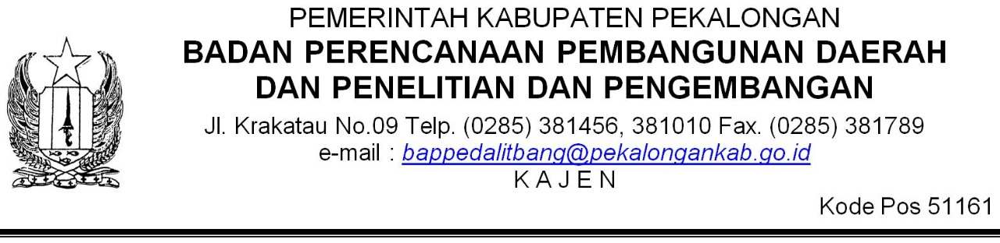 PEMERINTAH KABUPATEN PEKALONGAN
BADAN PERENCANAAN PEMBANGUNAN DAERAH
DAN PENELITIAN DAN PENGEMBANGAN
Jl. Krakatau No.09 Telp. (0285) 381456, 381010 Fax. (0285) 381789
e-mail : bappedalitbang@pekalongankab.go.id
K A J E N
Kode Pos 51161